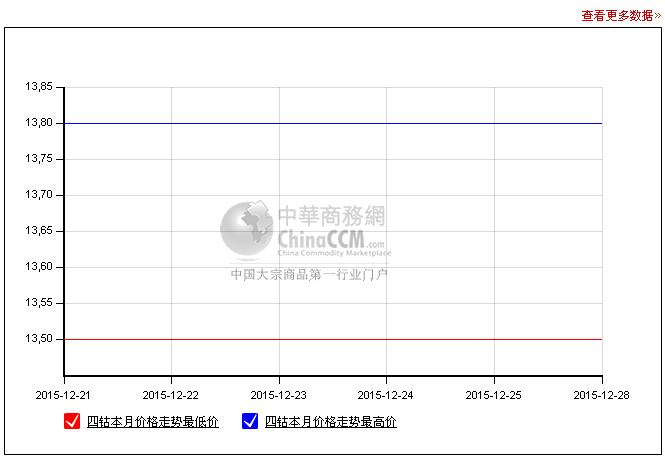 查看更多数据»
13,85
13,80
13,75
13,70
13,65
13,60
13,55
13,50
中華商務網
ChinaCCM.com
China Commodity Marketplace
中国大宗商品第一行业门户
2015-12-21 2015-12-22 2015-12-23 2015-12-24 2015-12-25 2015-12-28
四钴本月价格走势最低价 四钴本月价格走势最高价